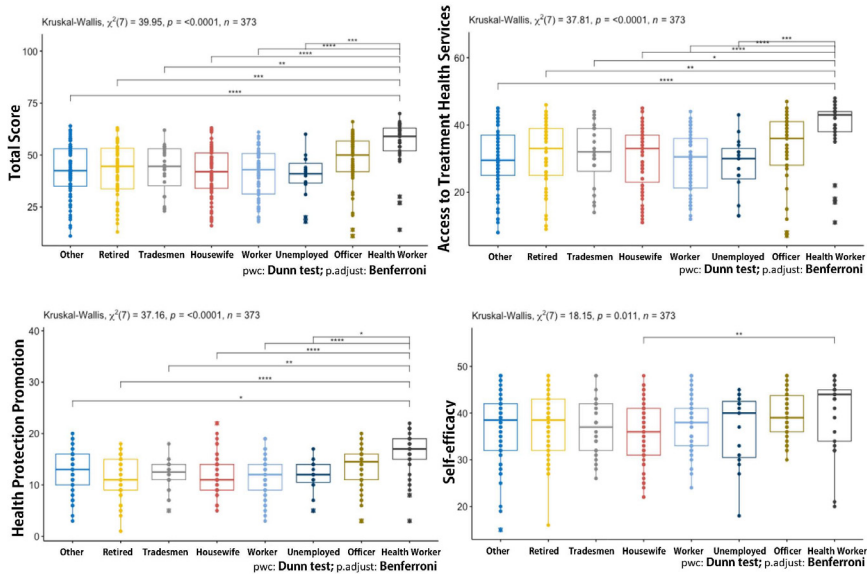 Kruskal-Wallis, χ²(7) = 39.95, p = <0.0001, n = 373
Total Score
100
75
50
25
***
****
****
**
***
****
Other Retired Tradesmen Housewife Worker Unemployed Officer Health Worker
pwc: Dunn test; p.adjust: Benferroni
Kruskal-Wallis, χ²(7) = 37.81, p = <0.0001, n = 373
Access to Treatment Health Services
60
40
20
***
****
****
*
**
****
Other Retired Tradesmen Housewife Worker Unemployed Officer Health Worker
pwc: Dunn test; p.adjust: Benferroni
Kruskal-Wallis, χ²(7) = 37.16, p = <0.0001, n = 373
Health Protection Promotion
40
30
20
10
0
*
****
****
**
****
*
Other Retired Tradesmen Housewife Worker Unemployed Officer Health Worker
pwc: Dunn test; p.adjust: Benferroni
Kruskal-Wallis, χ²(7) = 18.15, p = 0.011, n = 373
Self-efficacy
50
40
30
20
**
Other Retired Tradesmen Housewife Worker Unemployed Officer Health Worker
pwc: Dunn test; p.adjust: Benferroni